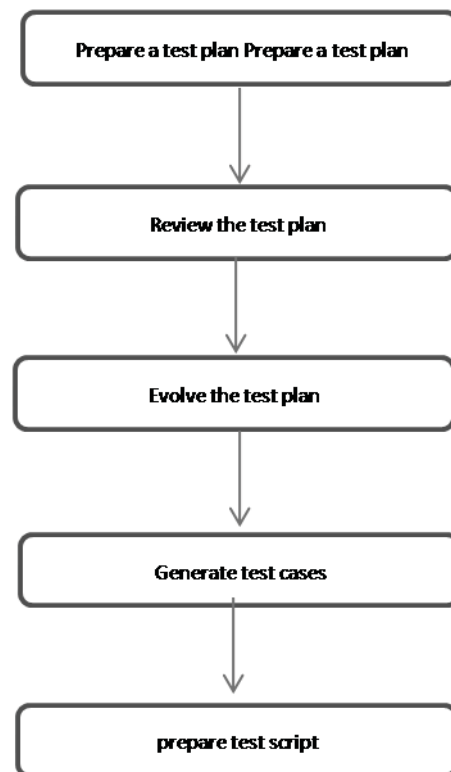 Prepare a test plan Prepare a test plan
Review the test plan
Evolve the test plan
Generate test cases
prepare test script